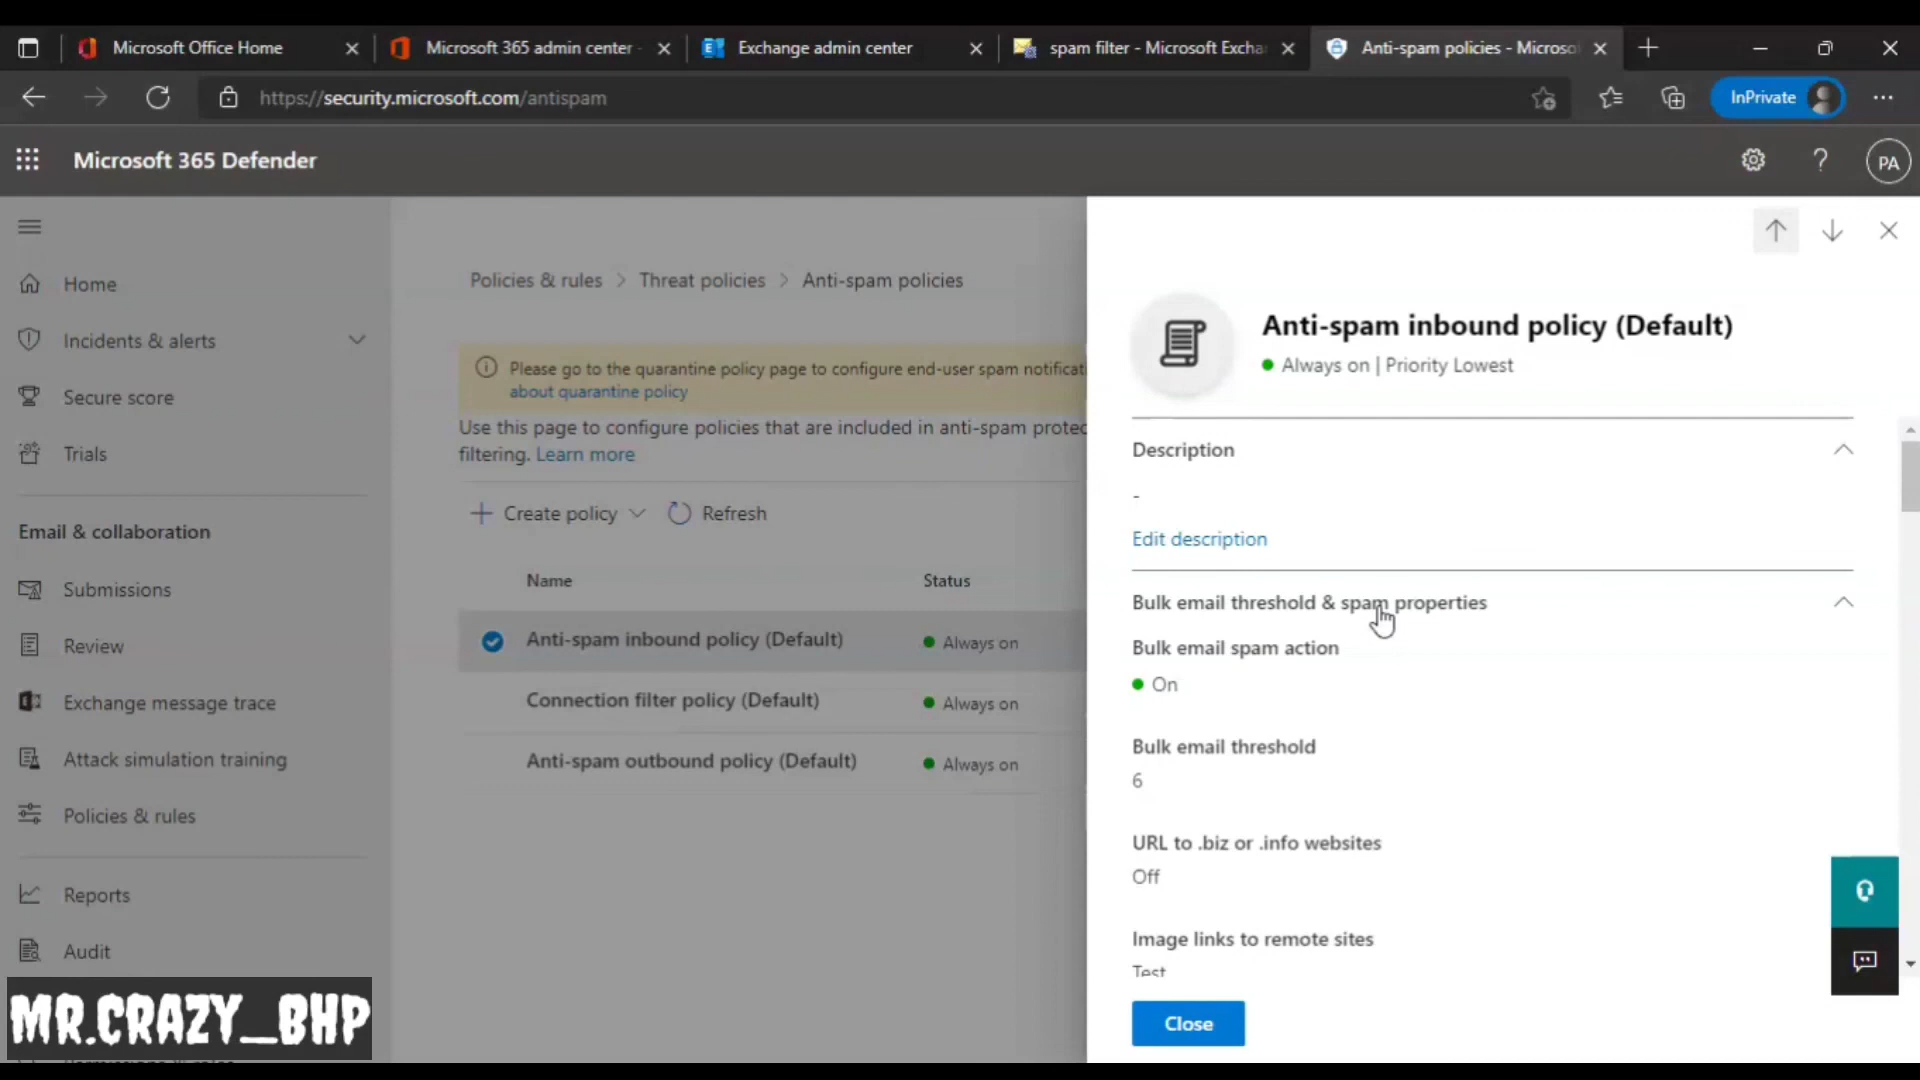 Microsoft Office Home
Microsoft 365 admin center -
Exchange admin center
spam filter - Microsoft Excha
Anti-spam policies - Microso
https://security.microsoft.com/antispam
InPrivate
Microsoft 365 Defender
PA
Home
Incidents & alerts
Secure score
Trials
Email & collaboration
Submissions
Review
Exchange message trace
Attack simulation training
Policies & rules
Reports
Audit
MR.CRAZY_BHP
Policies & rules > Threat policies > Anti-spam policies
Please go to the quarantine policy page to configure end-user spam notificati
about quarantine policy
Use this page to configure policies that are included in anti-spam protec
filtering. Learn more
Create policy
Refresh
Name Status
Anti-spam inbound policy (Default) Always on
Connection filter policy (Default) Always on
Anti-spam outbound policy (Default) Always on
Anti-spam inbound policy (Default)
Always on | Priority Lowest
Description
-
Edit description
Bulk email threshold & spam properties
Bulk email spam action
On
Bulk email threshold
6
URL to .biz or .info websites
Off
Image links to remote sites
Test
Close